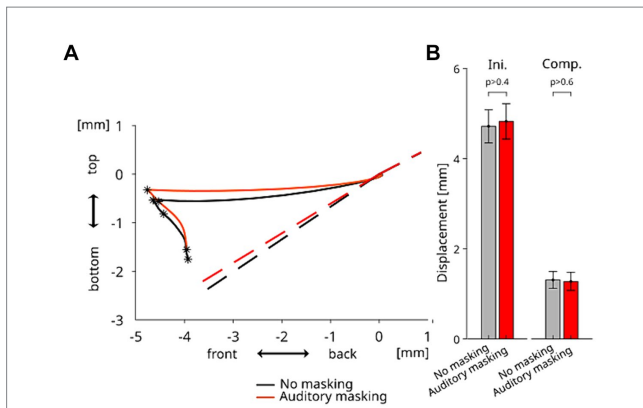 A
[mm]
top
bottom
1
0
-1
-2
-3
-5
-4
-3
-2
-1
0
1
front
back
[mm]
No masking
Auditory masking
B
Ini.
Comp.
p>0.4
p>0.6
Displacement [mm]
6
4
2
0
No masking
Auditory masking
No masking
Auditory masking